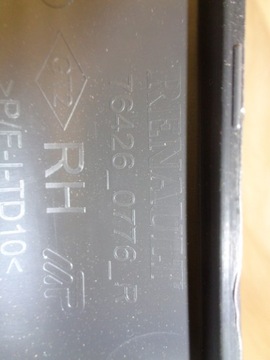 RENAULT
76426_0776_R
RH
>P/E-I-TD10<